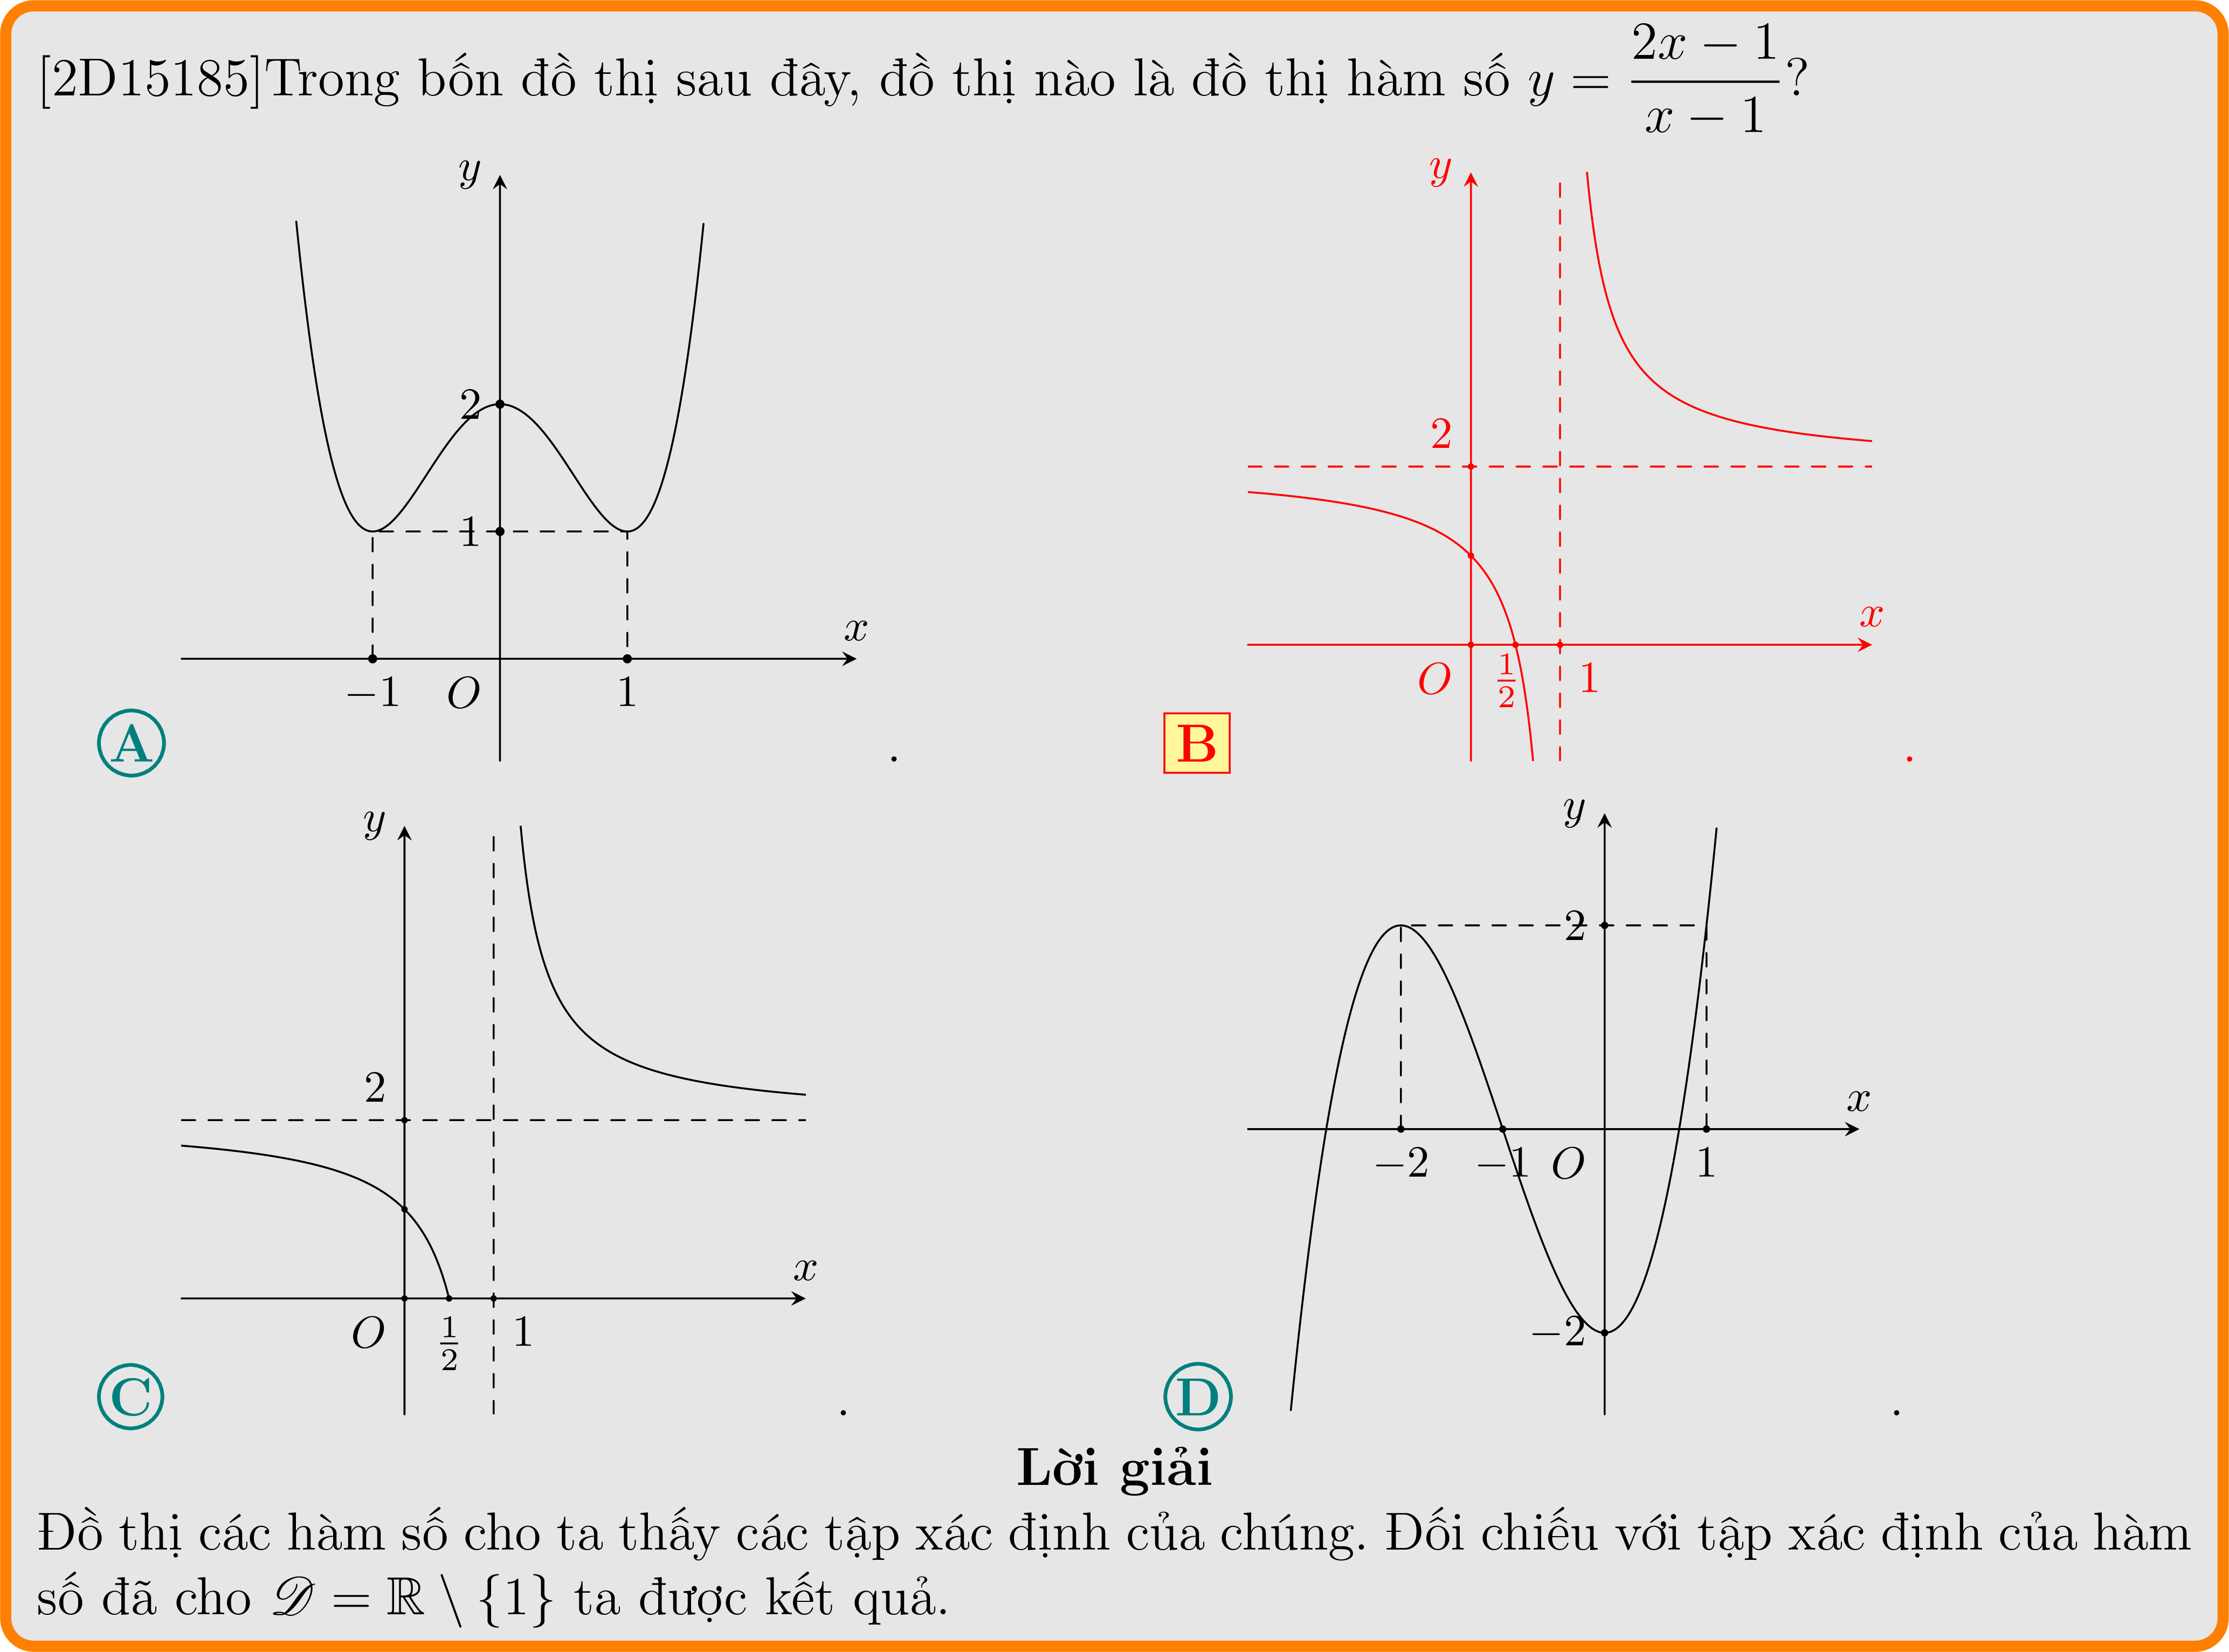 [2D15185]Trong bốn đồ thị sau đây, đồ thị nào là đồ thị hàm số y = \frac{2x − 1}{x − 1}?
y
2
1
x
−1 O 1
A .
y
2
x
O \frac{1}{2} 1
B .
y
2
x
O \frac{1}{2} 1
C .
y
2
x
−2 −1 O 1
−2
D .
Lời giải
Đồ thị các hàm số cho ta thấy các tập xác định của chúng. Đối chiếu với tập xác định của hàm
số đã cho 𝒟 = ℝ \ {1} ta được kết quả.